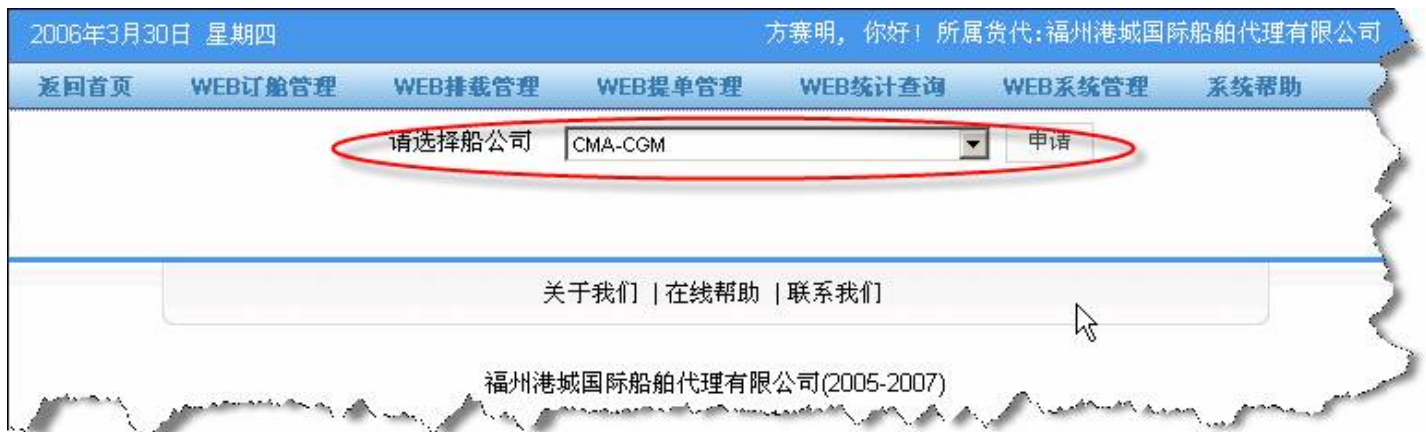 2006年3月30日 星期四 方赛明，你好！所属货代:福州港城国际船舶代理有限公司
返回首页 WEB订舱管理 WEB排载管理 WEB提单管理 WEB统计查询 WEB系统管理 系统帮助
请选择船公司 CMA-CGM 申请
关于我们 | 在线帮助 | 联系我们
福州港城国际船舶代理有限公司(2005-2007)